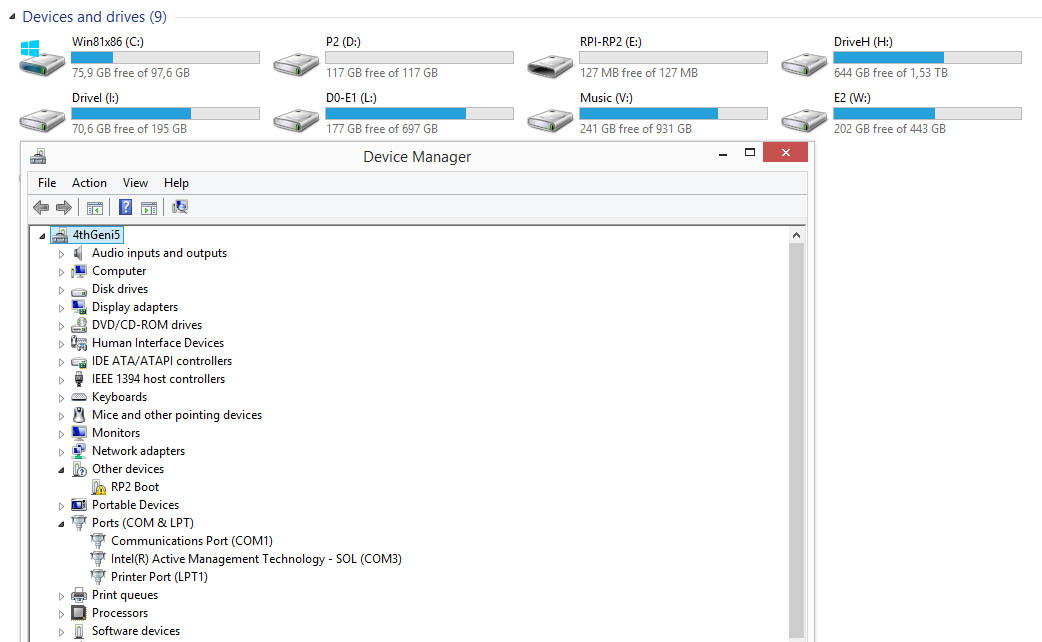 Devices and drives (9)
Win81x86 (C:)
75,9 GB free of 97,6 GB
P2 (D:)
117 GB free of 117 GB
RPI-RP2 (E:)
127 MB free of 127 MB
DriveH (H:)
644 GB free of 1,53 TB
DriveI (I:)
70,6 GB free of 195 GB
D0-E1 (L:)
177 GB free of 697 GB
Music (V:)
241 GB free of 931 GB
E2 (W:)
202 GB free of 443 GB
Device Manager
File Action View Help
4thGeni5
Audio inputs and outputs
Computer
Disk drives
Display adapters
DVD/CD-ROM drives
Human Interface Devices
IDE ATA/ATAPI controllers
IEEE 1394 host controllers
Keyboards
Mice and other pointing devices
Monitors
Network adapters
Other devices
RP2 Boot
Portable Devices
Ports (COM & LPT)
Communications Port (COM1)
Intel(R) Active Management Technology - SOL (COM3)
Printer Port (LPT1)
Print queues
Processors
Software devices